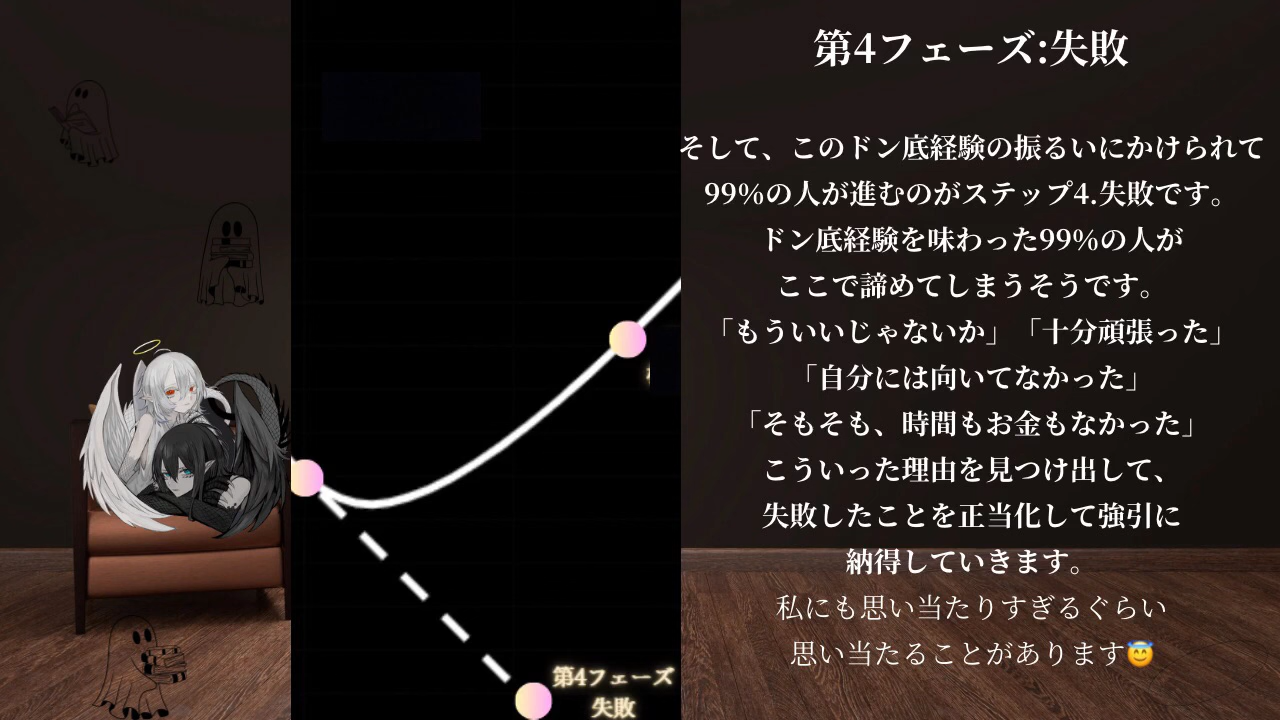 第4フェーズ:失敗
そして、このドン底経験の振るいにかけられて
99%の人が進むのがステップ4.失敗です。
ドン底経験を味わった99%の人が
ここで諦めてしまうそうです。
「もういいじゃないか」「十分頑張った」
「自分には向いてなかった」
「そもそも、時間もお金もなかった」
こういった理由を見つけ出して、
失敗したことを正当化して強引に
納得していきます。
私にも思い当たりすぎるぐらい
思い当たることがあります😇
第4フェーズ
失敗